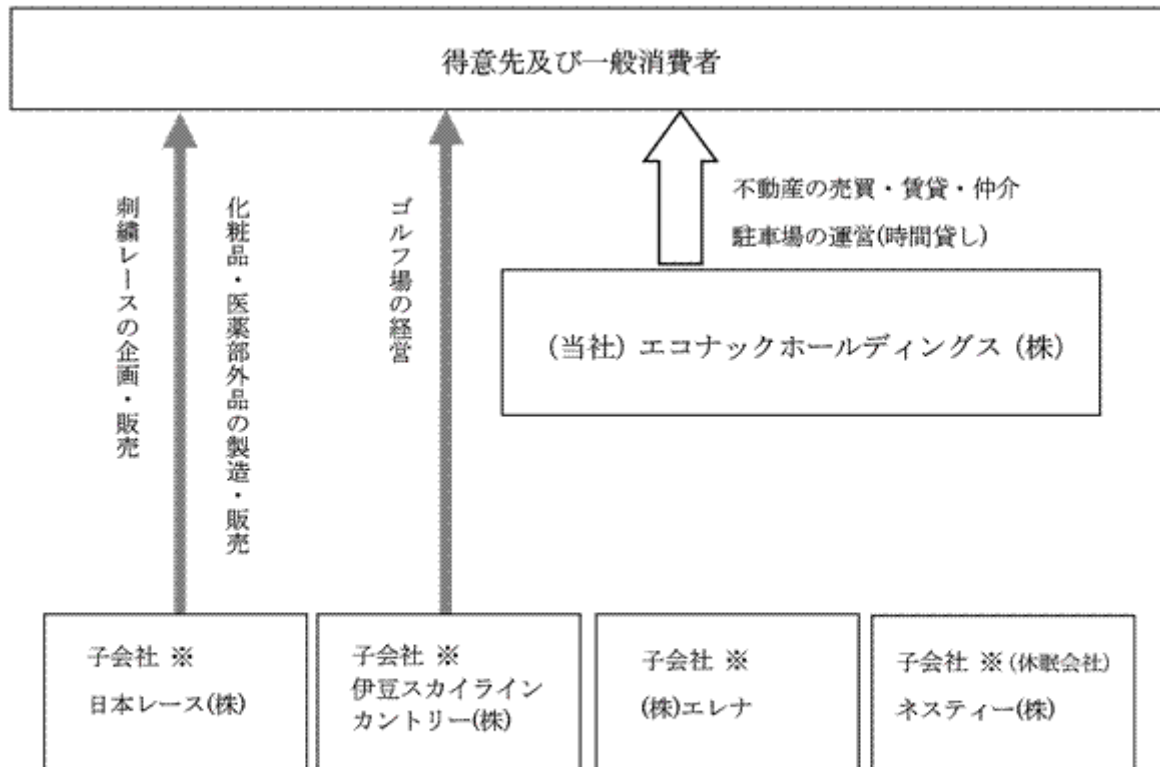 得意先及び一般消費者
刺繍レースの企画・販売
化粧品・医薬部外品の製造・販売
ゴルフ場の経営
不動産の売買・賃貸・仲介
駐車場の運営(時間貸し)
(当社) エコナックホールディングス (株)
子会社 ※
日本レース(株)
子会社 ※
伊豆スカイライン
カントリー(株)
子会社 ※
(株)エレナ
子会社 ※ (休眠会社)
ネスティー(株)